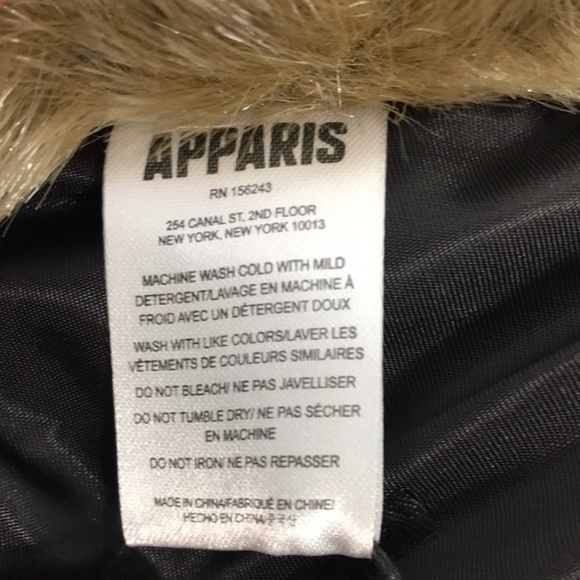 APPARIS
RN 156243
254 CANAL ST, 2ND FLOOR
NEW YORK, NEW YORK 10013
MACHINE WASH COLD WITH MILD
DETERGENT/LAVAGE EN MACHINE À
FROID AVEC UN DÉTERGENT DOUX
WASH WITH LIKE COLORS/LAVER LES
VÊTEMENTS DE COULEURS SIMILAIRES
DO NOT BLEACH/ NE PAS JAVELLISER
DO NOT TUMBLE DRY/ NE PAS SÉCHER
EN MACHINE
DO NOT IRON/ NE PAS REPASSER
MADE IN CHINA/FABRIQUÉ EN CHINE/
HECHO EN CHINA/중국산